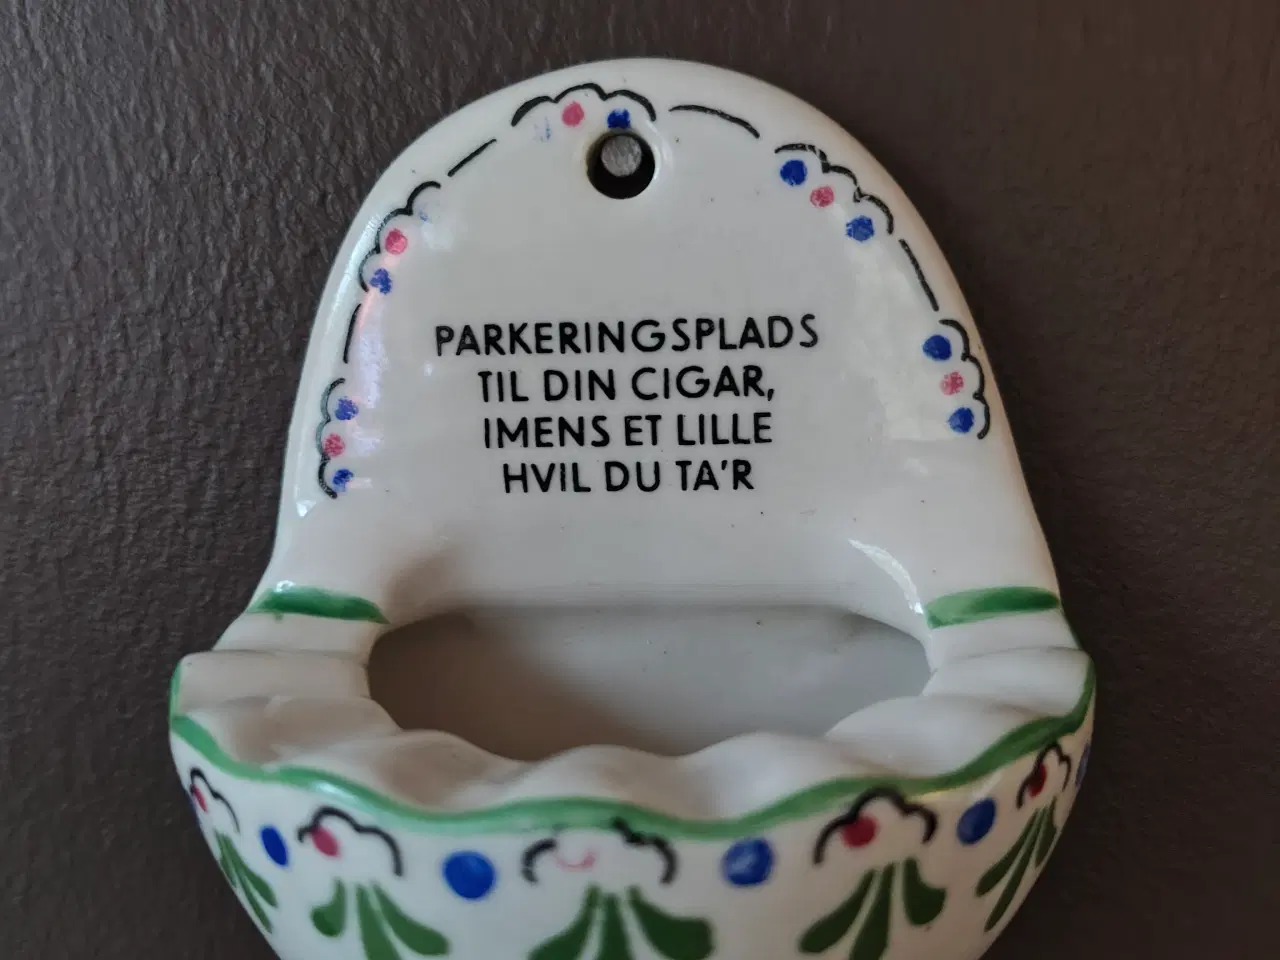 PARKERINGSPLADS
TIL DIN CIGAR,
IMENS ET LILLE
HVIL DU TA'R